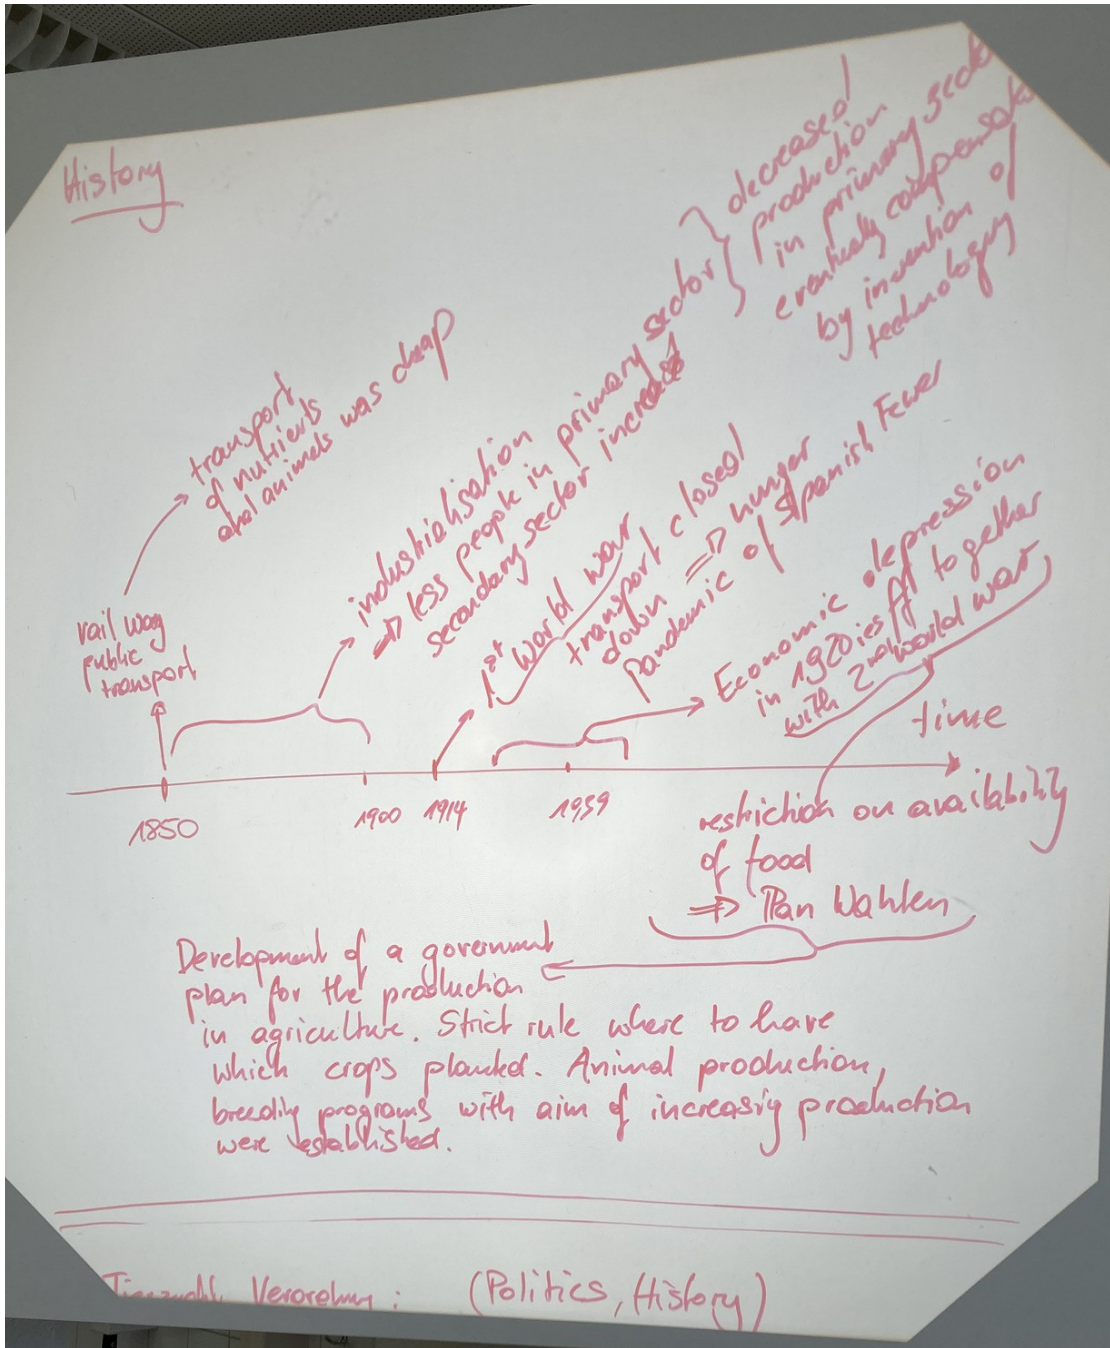 History
decreased
production
in primary
eventually
by invention of
technology
transport
of nutrients
and animals was cheap
rail way
public
transport
industrialisation
=> less people in primary sector
secondary sector increased
1st world war
transport closed
down => hunger
Pandemic of Spanish Fever
Economic depression
in 1920ies together
with 2nd world war,
time
1850
1900
1914
1939
restriction on availability
of food
=> Plan Wahlen
Development of a government
plan for the production
in agriculture. Strict rule where to have
which crops planted. Animal production,
breeding programs with aim of increasing production
were established.
(Politics, History)